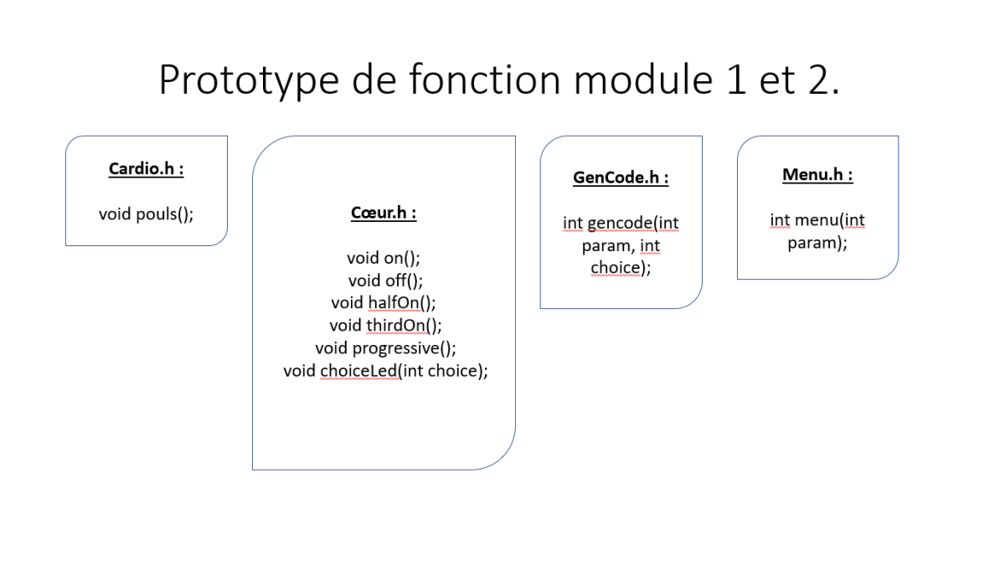 Prototype de fonction module 1 et 2.
Cardio.h :
void pouls();
Cœur.h :
void on();
void off();
void halfOn();
void thirdOn();
void progressive();
void choiceLed(int choice);
GenCode.h :
int gencode(int
param, int
choice);
Menu.h :
int menu(int
param);